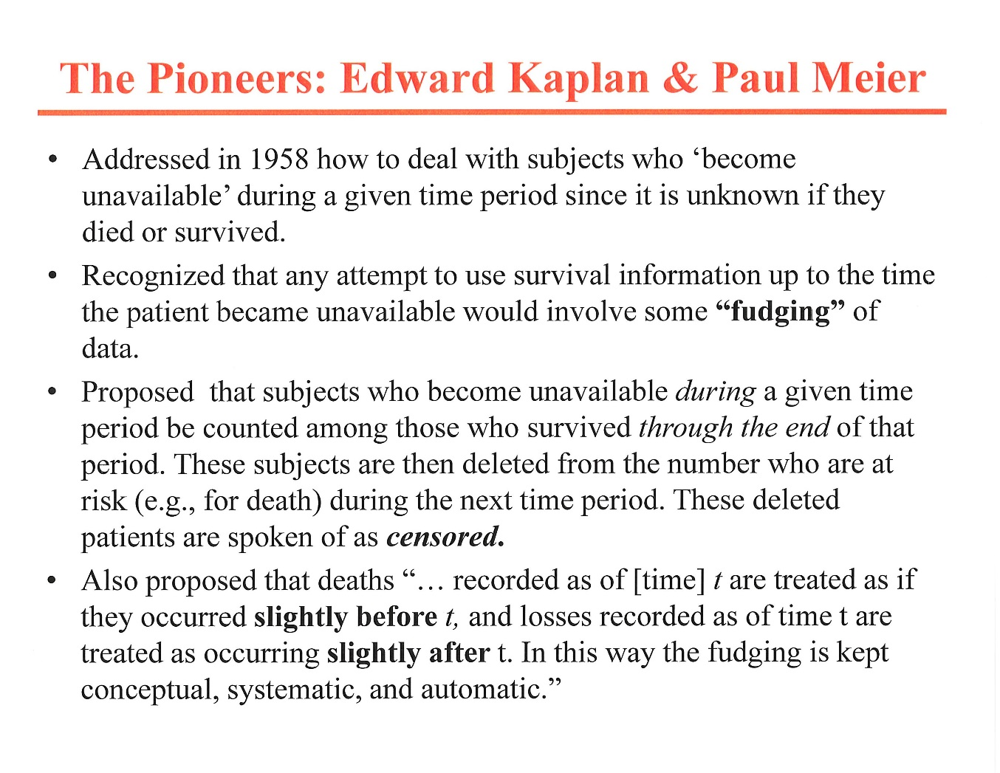 The Pioneers: Edward Kaplan & Paul Meier
• Addressed in 1958 how to deal with subjects who ‘become
unavailable’ during a given time period since it is unknown if they
died or survived.
• Recognized that any attempt to use survival information up to the time
the patient became unavailable would involve some “fudging” of
data.
• Proposed  that subjects who become unavailable during a given time
period be counted among those who survived through the end of that
period. These subjects are then deleted from the number who are at
risk (e.g., for death) during the next time period. These deleted
patients are spoken of as censored.
• Also proposed that deaths “… recorded as of [time] t are treated as if
they occurred slightly before t, and losses recorded as of time t are
treated as occurring slightly after t. In this way the fudging is kept
conceptual, systematic, and automatic.”